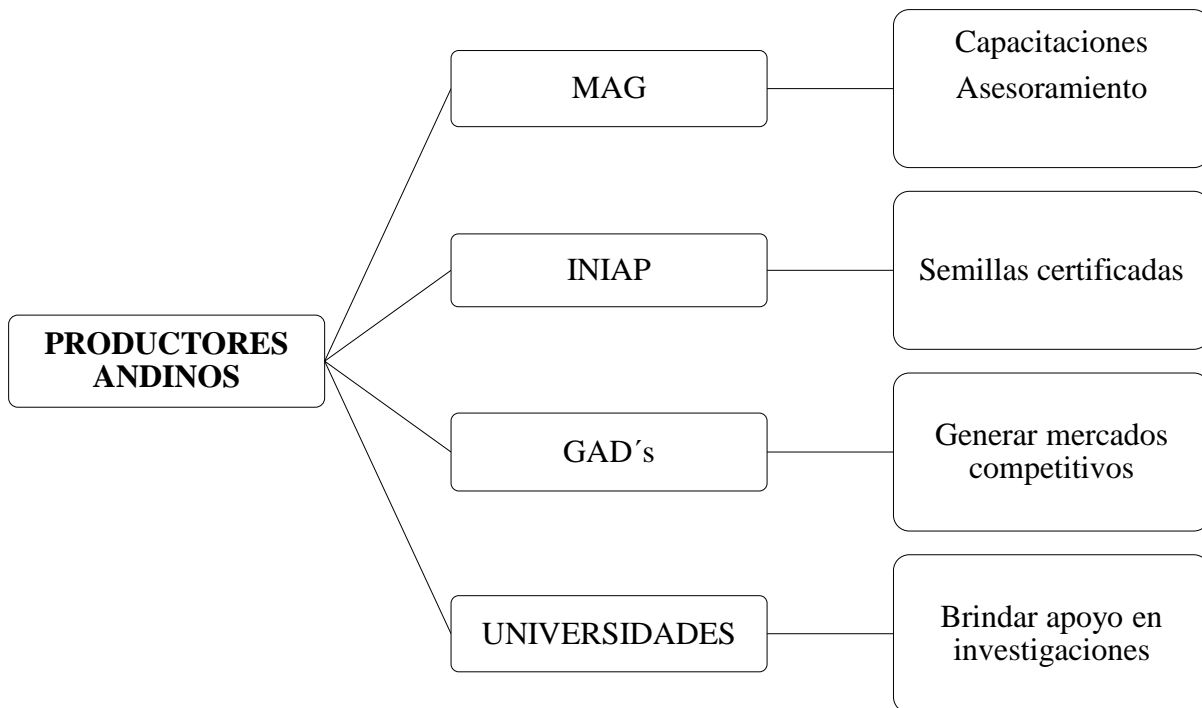 PRODUCTORES
ANDINOS
MAG
Capacitaciones
Asesoramiento
INIAP
Semillas certificadas
GAD´s
Generar mercados
competitivos
UNIVERSIDADES
Brindar apoyo en
investigaciones